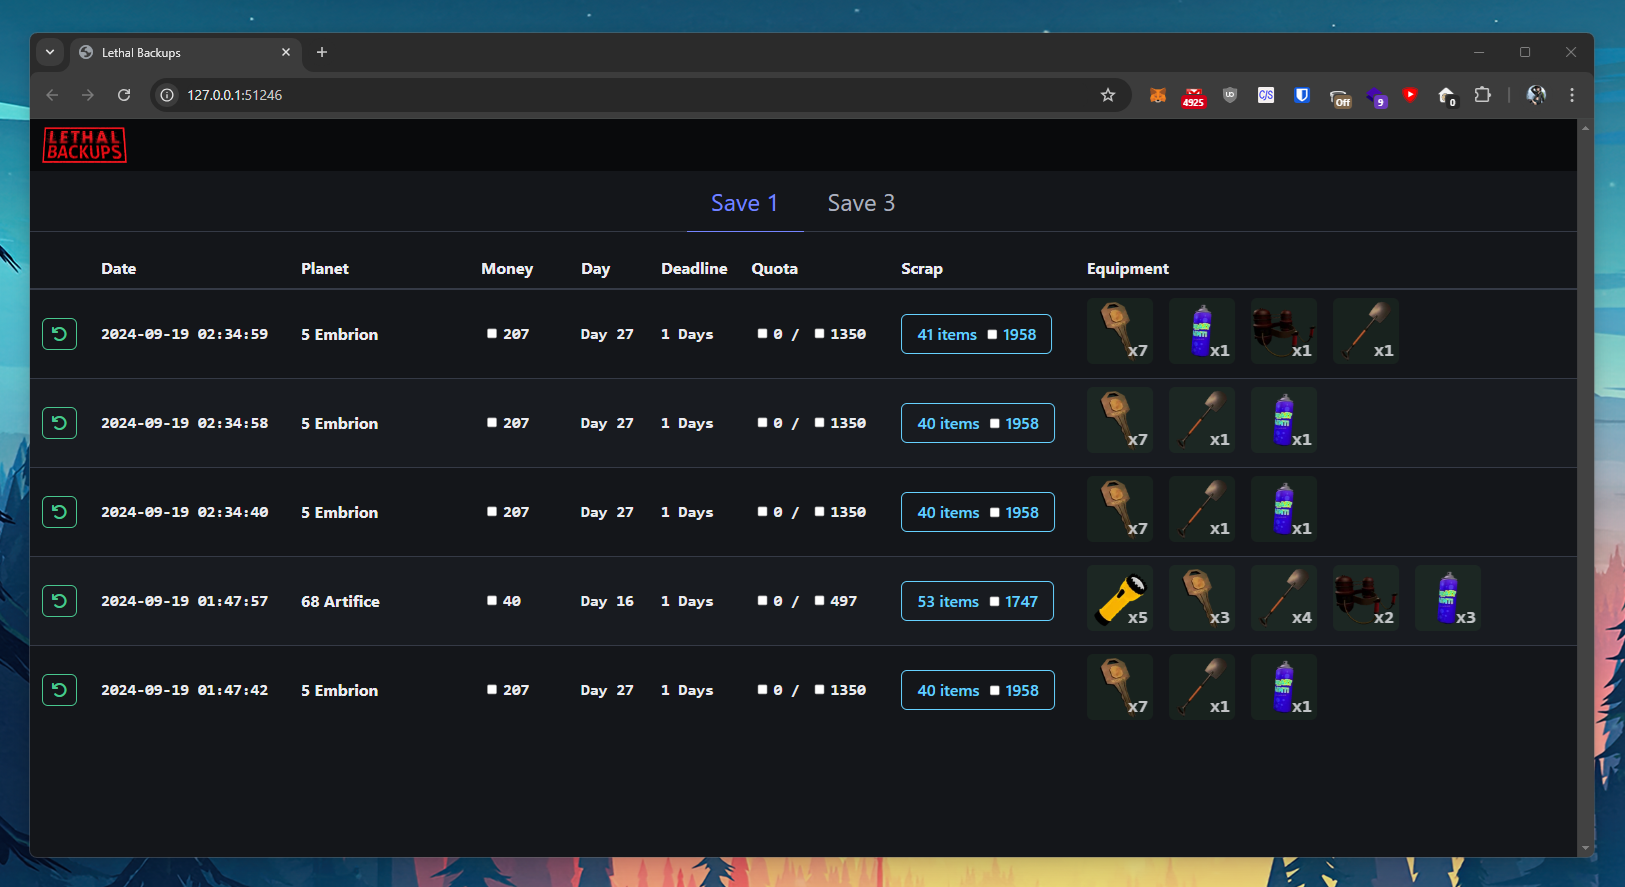 Lethal Backups
127.0.0.1:51246
4925
UD
C/S
Off
9
0
LETHAL
BACKUPS
Save 1 Save 3
Date Planet Money Day Deadline Quota Scrap Equipment
2024-09-19 02:34:59 5 Embrion 207 Day 27 1 Days 0 / 1350 41 items 1958 x7 x1 x1 x1
2024-09-19 02:34:58 5 Embrion 207 Day 27 1 Days 0 / 1350 40 items 1958 x7 x1 x1
2024-09-19 02:34:40 5 Embrion 207 Day 27 1 Days 0 / 1350 40 items 1958 x7 x1 x1
2024-09-19 01:47:57 68 Artifice 40 Day 16 1 Days 0 / 497 53 items 1747 x5 x3 x4 x2 x3
2024-09-19 01:47:42 5 Embrion 207 Day 27 1 Days 0 / 1350 40 items 1958 x7 x1 x1